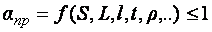 α_np = f(S, L, l, t, ρ,..) ≤ 1